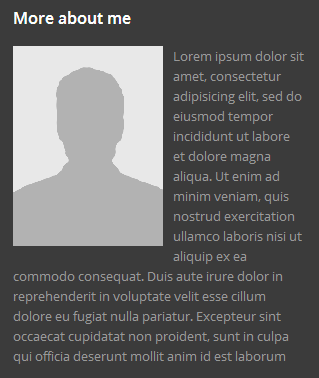 More about me
Lorem ipsum dolor sit
amet, consectetur
adipisicing elit, sed do
eiusmod tempor
incididunt ut labore
et dolore magna
aliqua. Ut enim ad
minim veniam, quis
nostrud exercitation
ullamco laboris nisi ut
aliquip ex ea
commodo consequat. Duis aute irure dolor in
reprehenderit in voluptate velit esse cillum
dolore eu fugiat nulla pariatur. Excepteur sint
occaecat cupidatat non proident, sunt in culpa
qui officia deserunt mollit anim id est laborum